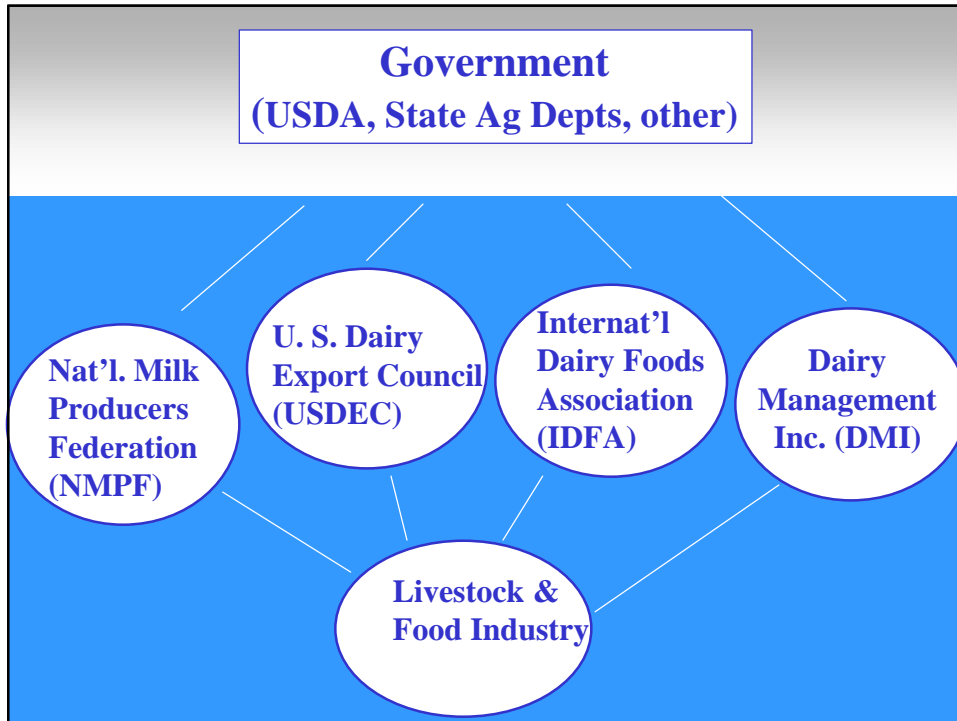 Government
(USDA, State Ag Depts, other)
Nat’l. Milk
Producers
Federation
(NMPF)
U. S. Dairy
Export Council
(USDEC)
Internat’l
Dairy Foods
Association
(IDFA)
Dairy
Management
Inc. (DMI)
Livestock &
Food Industry